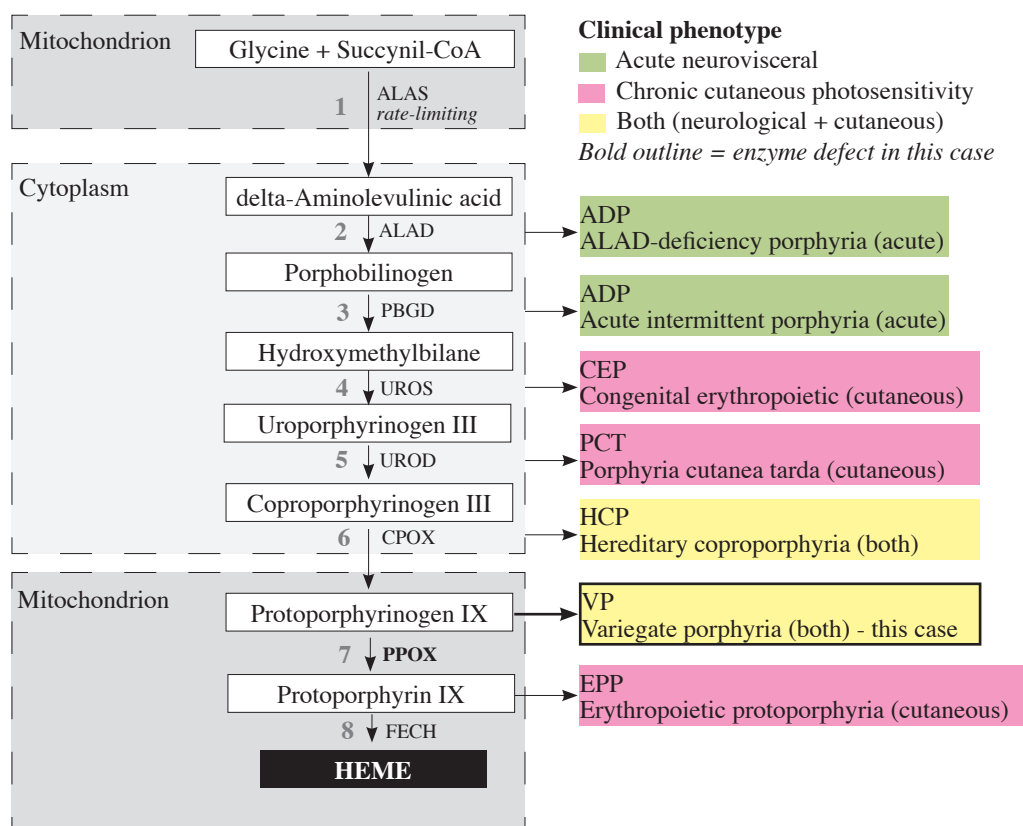 Mitochondrion
Glycine + Succynil-CoA
1
ALAS
rate-limiting
Clinical phenotype
Acute neurovisceral
Chronic cutaneous photosensitivity
Both (neurological + cutaneous)
Bold outline = enzyme defect in this case
Cytoplasm
delta-Aminolevulinic acid
2
ALAD
ADP
ALAD-deficiency porphyria (acute)
Porphobilinogen
3
PBGD
ADP
Acute intermittent porphyria (acute)
Hydroxymethylbilane
4
UROS
CEP
Congenital erythropoietic (cutaneous)
Uroporphyrinogen III
5
UROD
PCT
Porphyria cutanea tarda (cutaneous)
Coproporphyrinogen III
6
CPOX
HCP
Hereditary coproporphyria (both)
Mitochondrion
Protoporphyrinogen IX
VP
Variegate porphyria (both) - this case
7
PPOX
Protoporphyrin IX
EPP
Erythropoietic protoporphyria (cutaneous)
8
FECH
HEME